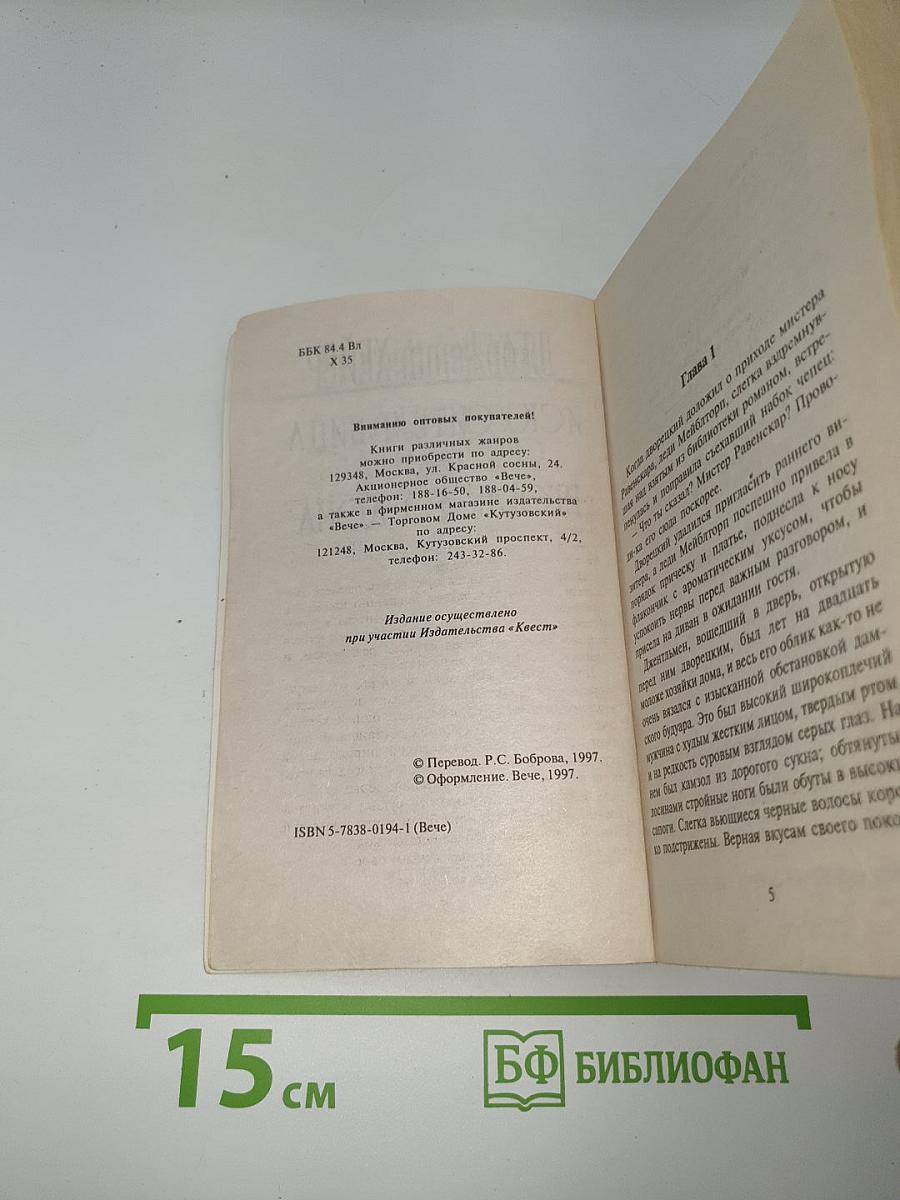 ББК 84.4 Вл
Х 35
Вниманию оптовых покупателей!
Книги различных жанров
можно приобрести по адресу:
129348, Москва, ул. Красной сосны, 24.
Акционерное общество «Вече»,
телефон: 188-16-50, 188-04-59,
а также в фирменном магазине издательства
«Вече» — Торговом Доме «Кутузовский»
по адресу:
121248, Москва, Кутузовский проспект, 4/2,
телефон: 243-32-86.
Издание осуществлено
при участии Издательства «Квест»
© Перевод. Р.С. Боброва, 1997.
© Оформление. Вече, 1997.
ISBN 5-7838-0194-1 (Вече)
Глава 1
Когда дворецкий доложил о приходе мистера
Равенскара, леди Мейблторп, слегка вздремнув-
шая над взятым из библиотеки романом, встре-
пенулась и поправила съехавший набок чепец:
— Что ты сказал? Мистер Равенскар? Прово-
ди-ка его сюда поскорее.
Дворецкий удалился пригласить раннего ви-
зитера, а леди Мейблторп поспешно привела в
порядок прическу и платье, поднесла к носу
флакончик с ароматическим уксусом, чтобы
успокоить нервы перед важным разговором, и
присела на диван в ожидании гостя.
Джентльмен, вошедший в дверь, открытую
перед ним дворецким, был лет на двадцать
моложе хозяйки дома, и весь его облик как-то не
очень вязался с изысканной обстановкой дам-
ского будуара. Это был высокий широкоплечий
мужчина с худым жестким лицом, твердым ртом
и на редкость суровым взглядом серых глаз. На
нем был камзол из дорогого сукна; обтянуты
лосинами стройные ноги были обуты в высоки
сапоги. Слегка вьющиеся черные волосы коро
ко подстрижены. Верная вкусам своего поко
5
15 см
БФ БИБЛИОФАН